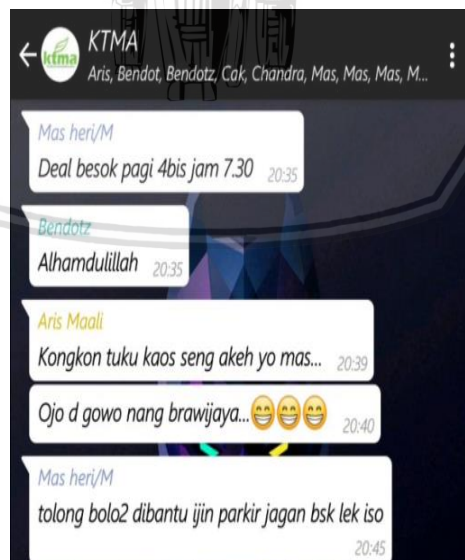 KTMA
ktma
Aris, Bendot, Bendotz, Cak, Chandra, Mas, Mas, Mas, M...
Mas heri/M
Deal besok pagi 4bis jam 7.30 20:35
Bendotz
Alhamdulillah 20:35
Aris Maali
Kongkon tuku kaos seng akeh yo mas... 20:39
Ojo d gowo nang brawijaya...😁😁😁 20:40
Mas heri/M
tolong bolo2 dibantu ijin parkir jagan bsk lek iso
20:45